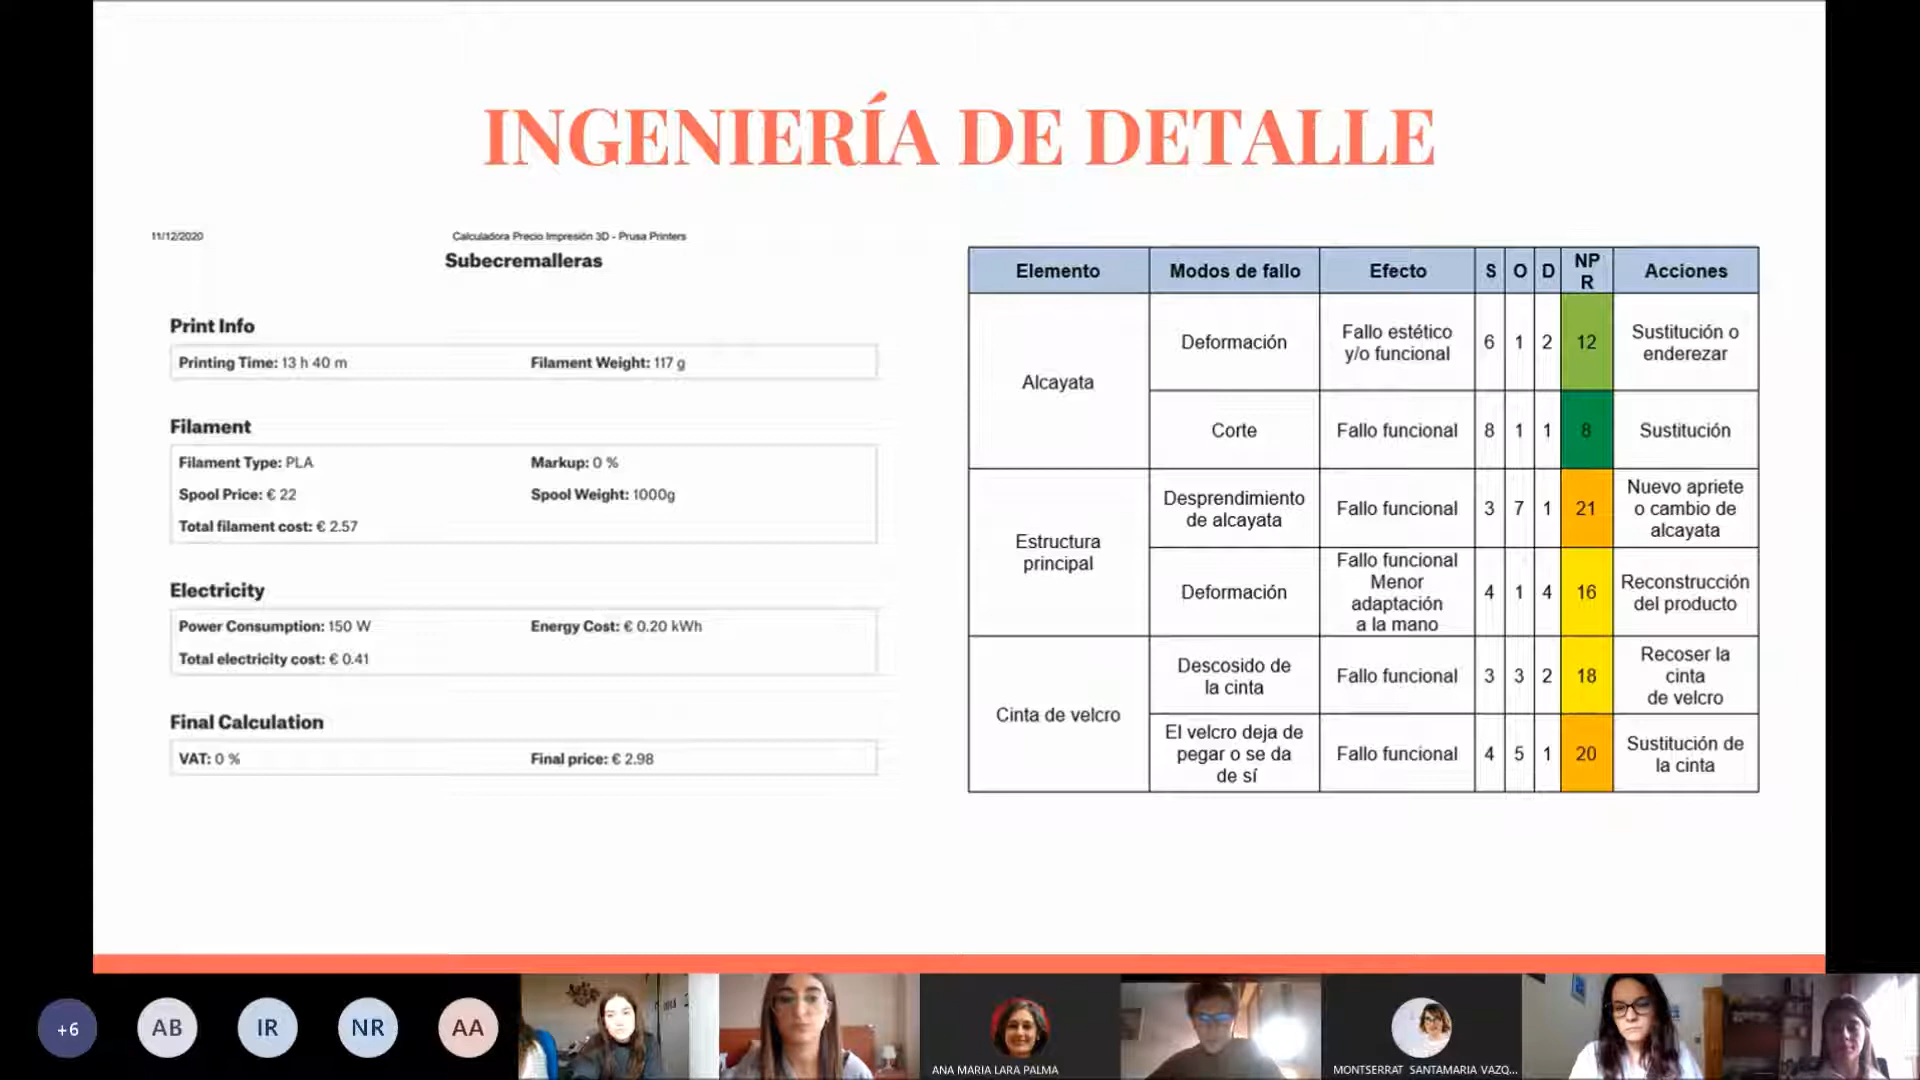 INGENIERÍA DE DETALLE
11/12/2020
Calculadora Precio Impresión 3D - Prusa Printers
Subecremalleras
Print Info
Printing Time: 13 h 40 m
Filament Weight: 117 g
Filament
Filament Type: PLA
Markup: 0 %
Spool Price: € 22
Spool Weight: 1000g
Total filament cost: € 2.57
Electricity
Power Consumption: 150 W
Energy Cost: € 0.20 kWh
Total electricity cost: € 0.41
Final Calculation
VAT: 0 %
Final price: € 2.98
Elemento
Modos de fallo
Efecto
S
O
D
NP
R
Acciones
Alcayata
Deformación
Fallo estético
y/o funcional
6
1
2
12
Sustitución o
enderezar
Corte
Fallo funcional
8
1
1
8
Sustitución
Estructura
principal
Desprendimiento
de alcayata
Fallo funcional
3
7
1
21
Nuevo apriete
o cambio de
alcayata
Deformación
Fallo funcional
Menor
adaptación
a la mano
4
1
4
16
Reconstrucción
del producto
Cinta de velcro
Descosido de
la cinta
Fallo funcional
3
3
2
18
Recoser la
cinta
de velcro
El velcro deja de
pegar o se da
de sí
Fallo funcional
4
5
1
20
Sustitución de
la cinta
+6
AB
IR
NR
AA
ANA MARIA LARA PALMA
MONTSERRAT SANTAMARIA VAZQ...